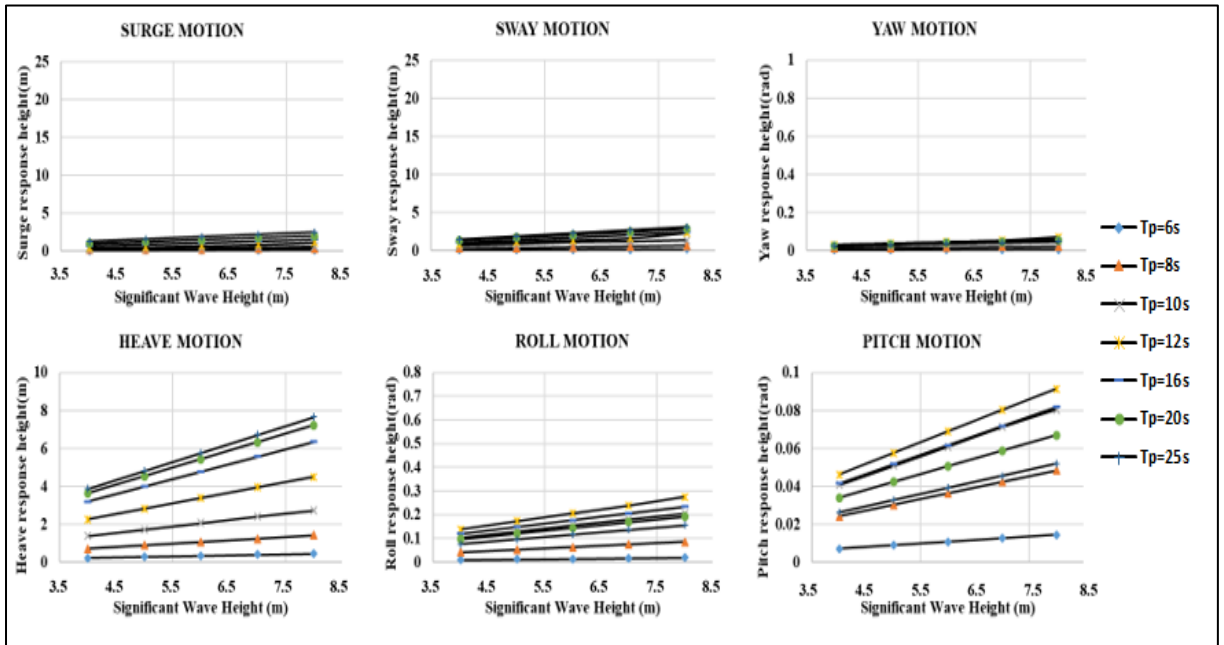 SURGE MOTION
Surge response height(m)
25
20
15
10
5
0
3.5 4.5 5.5 6.5 7.5 8.5
Significant Wave Height (m)
SWAY MOTION
Sway response height(m)
25
20
15
10
5
0
3.5 4.5 5.5 6.5 7.5 8.5
Significant Wave Height (m)
YAW MOTION
Yaw response height(rad)
1
0.8
0.6
0.4
0.2
0
3.5 4.5 5.5 6.5 7.5 8.5
Significant wave Height (m)
HEAVE MOTION
Heave response height(m)
10
8
6
4
2
0
3.5 4.5 5.5 6.5 7.5 8.5
Significant Wave Height (m)
ROLL MOTION
Roll response height(rad)
0.8
0.7
0.6
0.5
0.4
0.3
0.2
0.1
0
3.5 4.5 5.5 6.5 7.5 8.5
Significant Wave Height (m)
PITCH MOTION
Pitch response height(rad)
0.1
0.08
0.06
0.04
0.02
0
3.5 4.5 5.5 6.5 7.5 8.5
Significant Wave Height (m)
Tp=6s
Tp=8s
Tp=10s
Tp=12s
Tp=16s
Tp=20s
Tp=25s